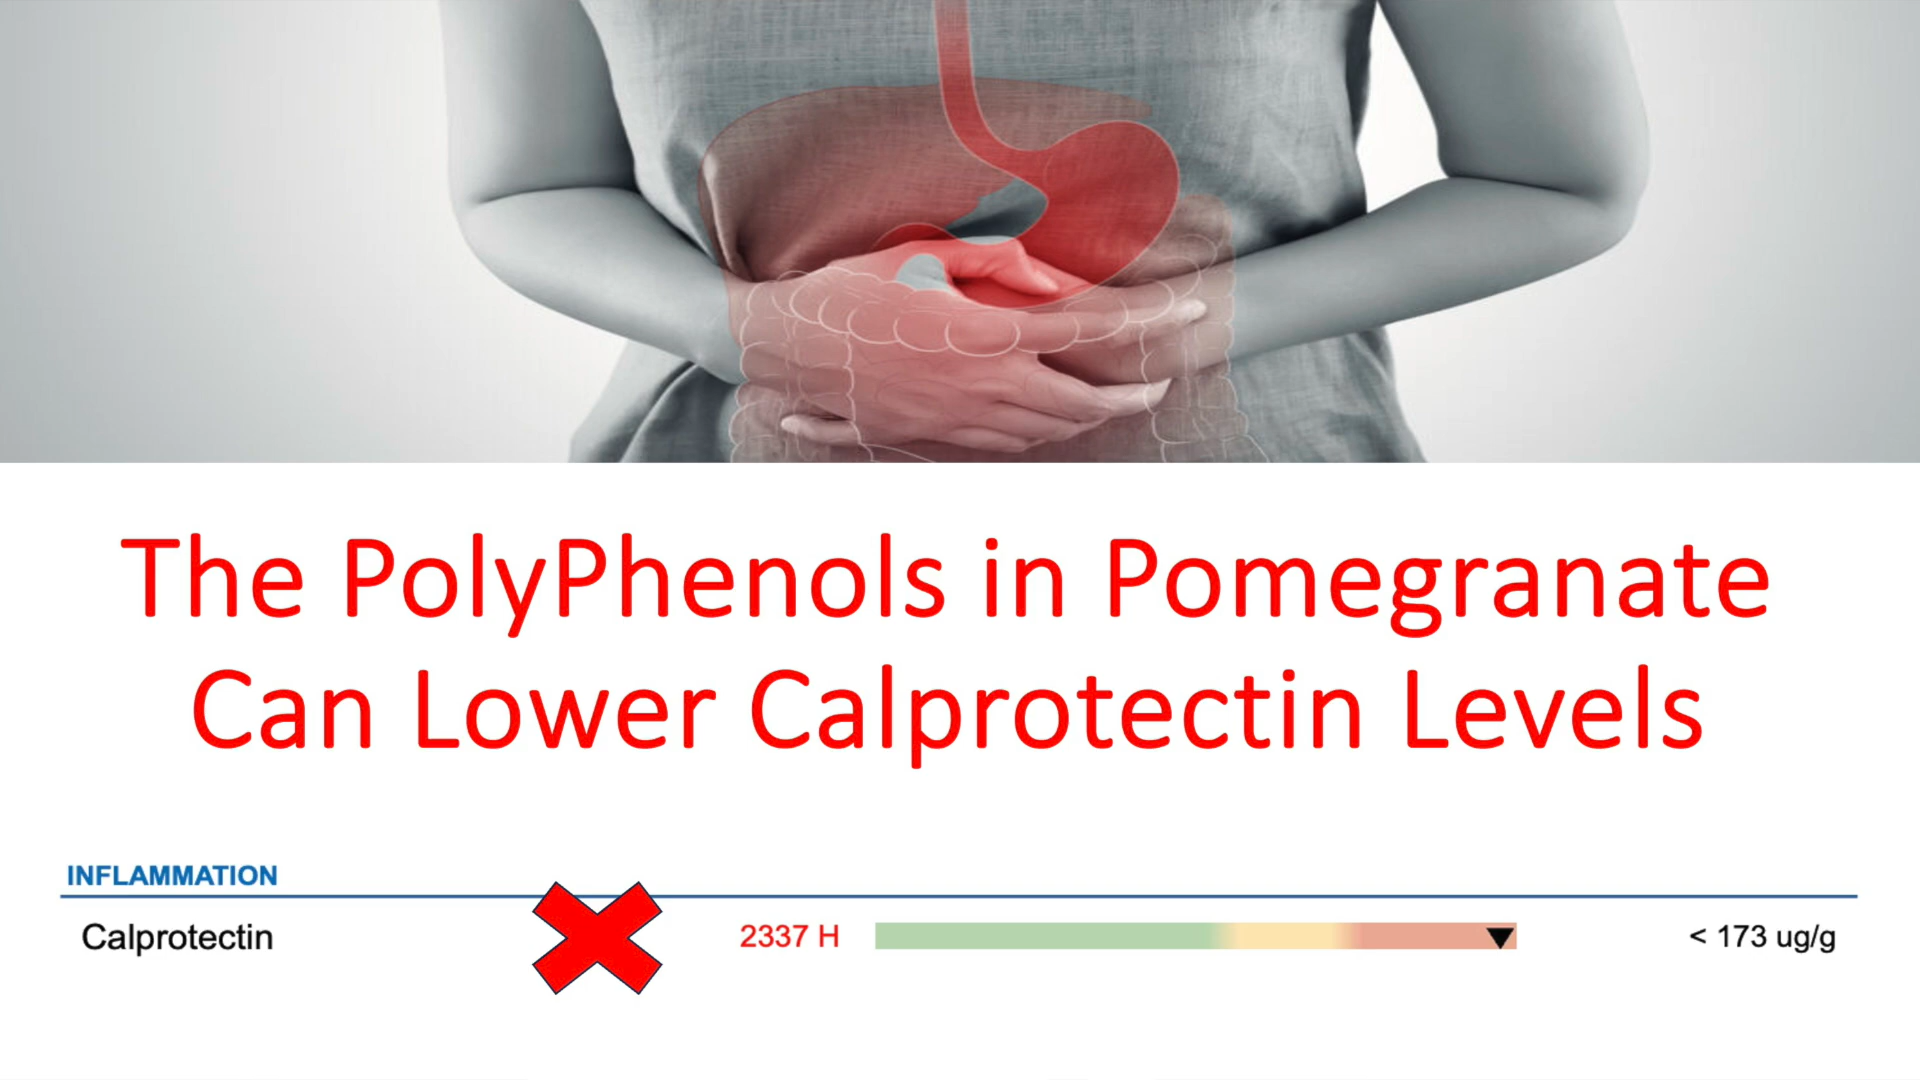 The PolyPhenols in Pomegranate
Can Lower Calprotectin Levels
INFLAMMATION
Calprotectin 2337 H < 173 ug/g